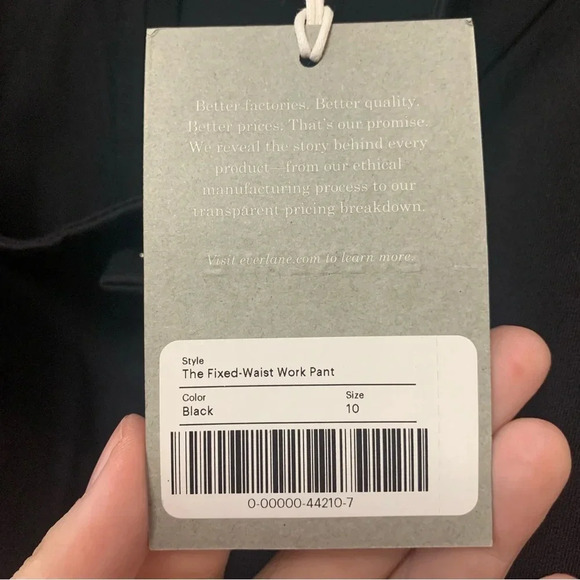 Better factories. Better quality.
Better prices. That's our promise.
We reveal the story behind every
product—from our ethical
manufacturing process to our
transparent pricing breakdown.
Visit everlane.com to learn more.
Style
The Fixed-Waist Work Pant
Color Size
Black 10
0-00000-44210-7